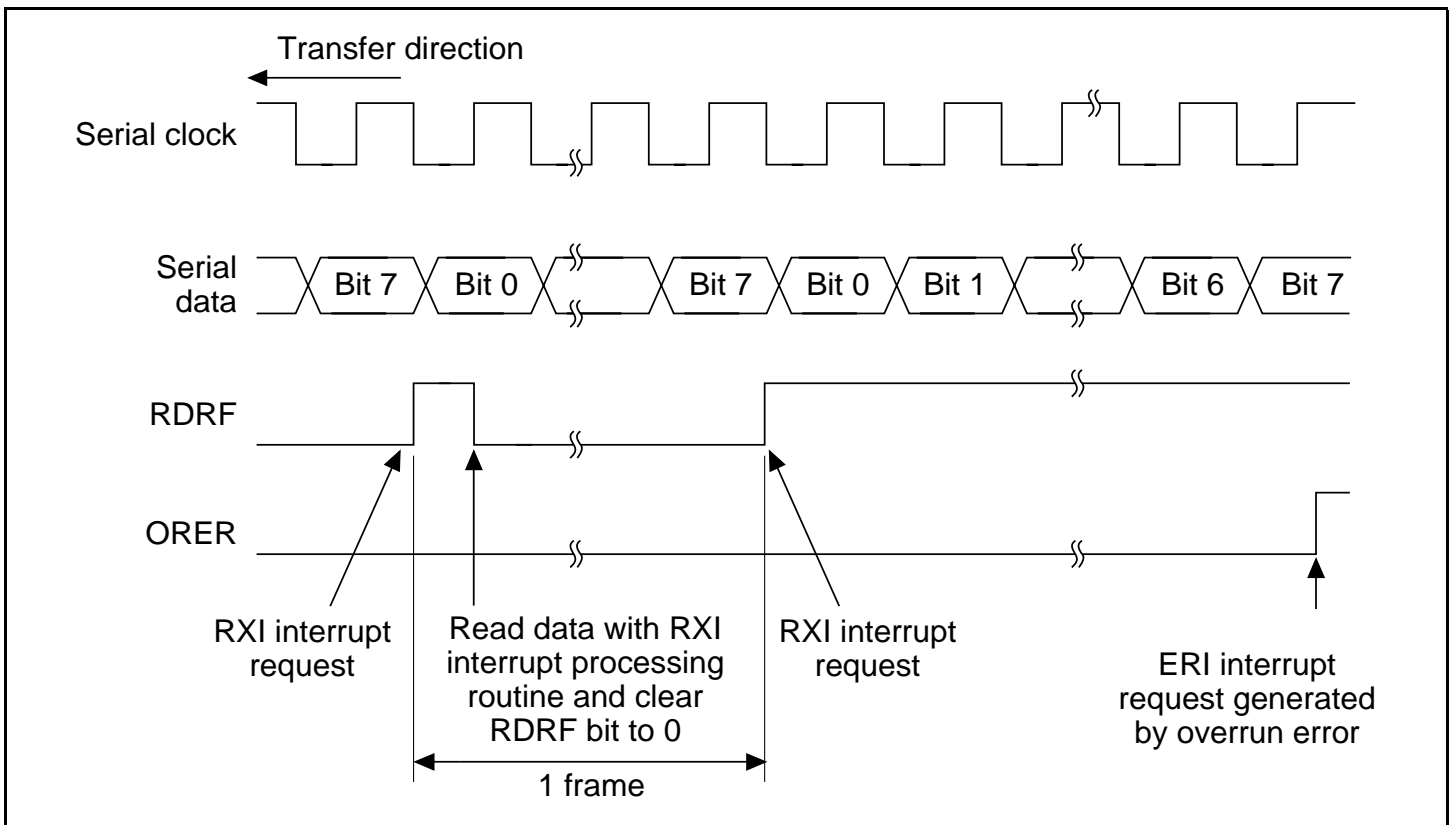 Transfer direction
Serial clock
Serial
data
Bit 7
Bit 0
Bit 7
Bit 0
Bit 1
Bit 6
Bit 7
RDRF
ORER
RXI interrupt
request
Read data with RXI
interrupt processing
routine and clear
RDRF bit to 0
RXI interrupt
request
ERI interrupt
request generated
by overrun error
1 frame